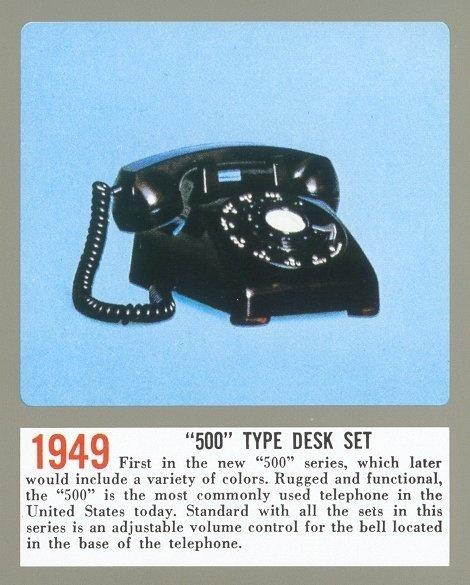 "500" TYPE DESK SET
1949 First in the new "500" series, which later
would include a variety of colors. Rugged and functional,
the "500" is the most commonly used telephone in the
United States today. Standard with all the sets in this
series is an adjustable volume control for the bell located
in the base of the telephone.